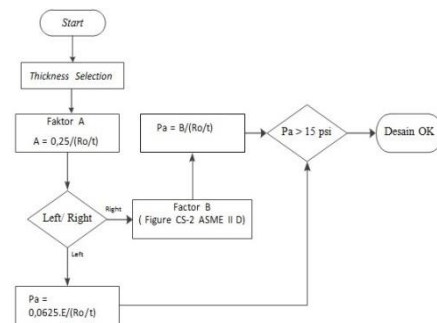 Start
Thickness Selection
Faktor A
A = 0,25/(Ro/t)
Left/ Right
Right
Left
Factor B
( Figure CS-2 ASME II D)
Pa = B/(Ro/t)
Pa > 15 psi
Desain OK
Pa =
0,0625.E/(Ro/t)